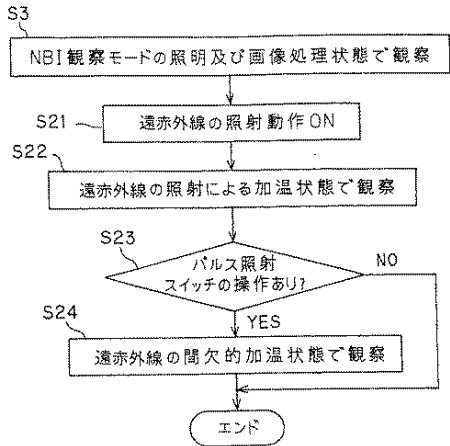 S3
NBI観察モードの照明及び画像処理状態で観察
S21
遠赤外線の照射動作ON
S22
遠赤外線の照射による加温状態で観察
S23
パルス照射
スイッチの操作あり?
NO
YES
S24
遠赤外線の間欠的加温状態で観察
エンド